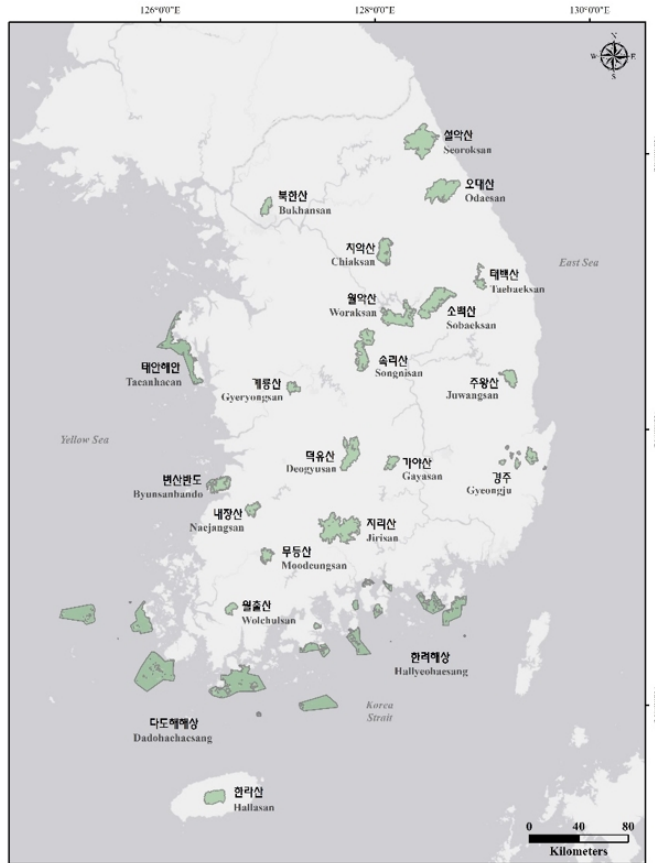 126°0'0"E
128°0'0"E
130°0'0"E
N
W
E
S
설악산
Seoroksan
오대산
Odaesan
북한산
Bukhansan
치악산
Chiaksan
East Sea
태백산
Taebaeksan
월악산
Woraksan
소백산
Sobaeksan
속리산
Songnisan
태안해안
Taeanhaean
계룡산
Gyeryongsan
주왕산
Juwangsan
Yellow Sea
덕유산
Deogyusan
가야산
Gayasan
경주
Gyeongju
변산반도
Byunsanbando
내장산
Naejangsan
지리산
Jirisan
무등산
Moodeungsan
월출산
Wolchulsan
한려해상
Hallyeohaesang
Korea
Strait
다도해해상
Dadohaehaesang
한라산
Hallasan
0 40 80
Kilometers